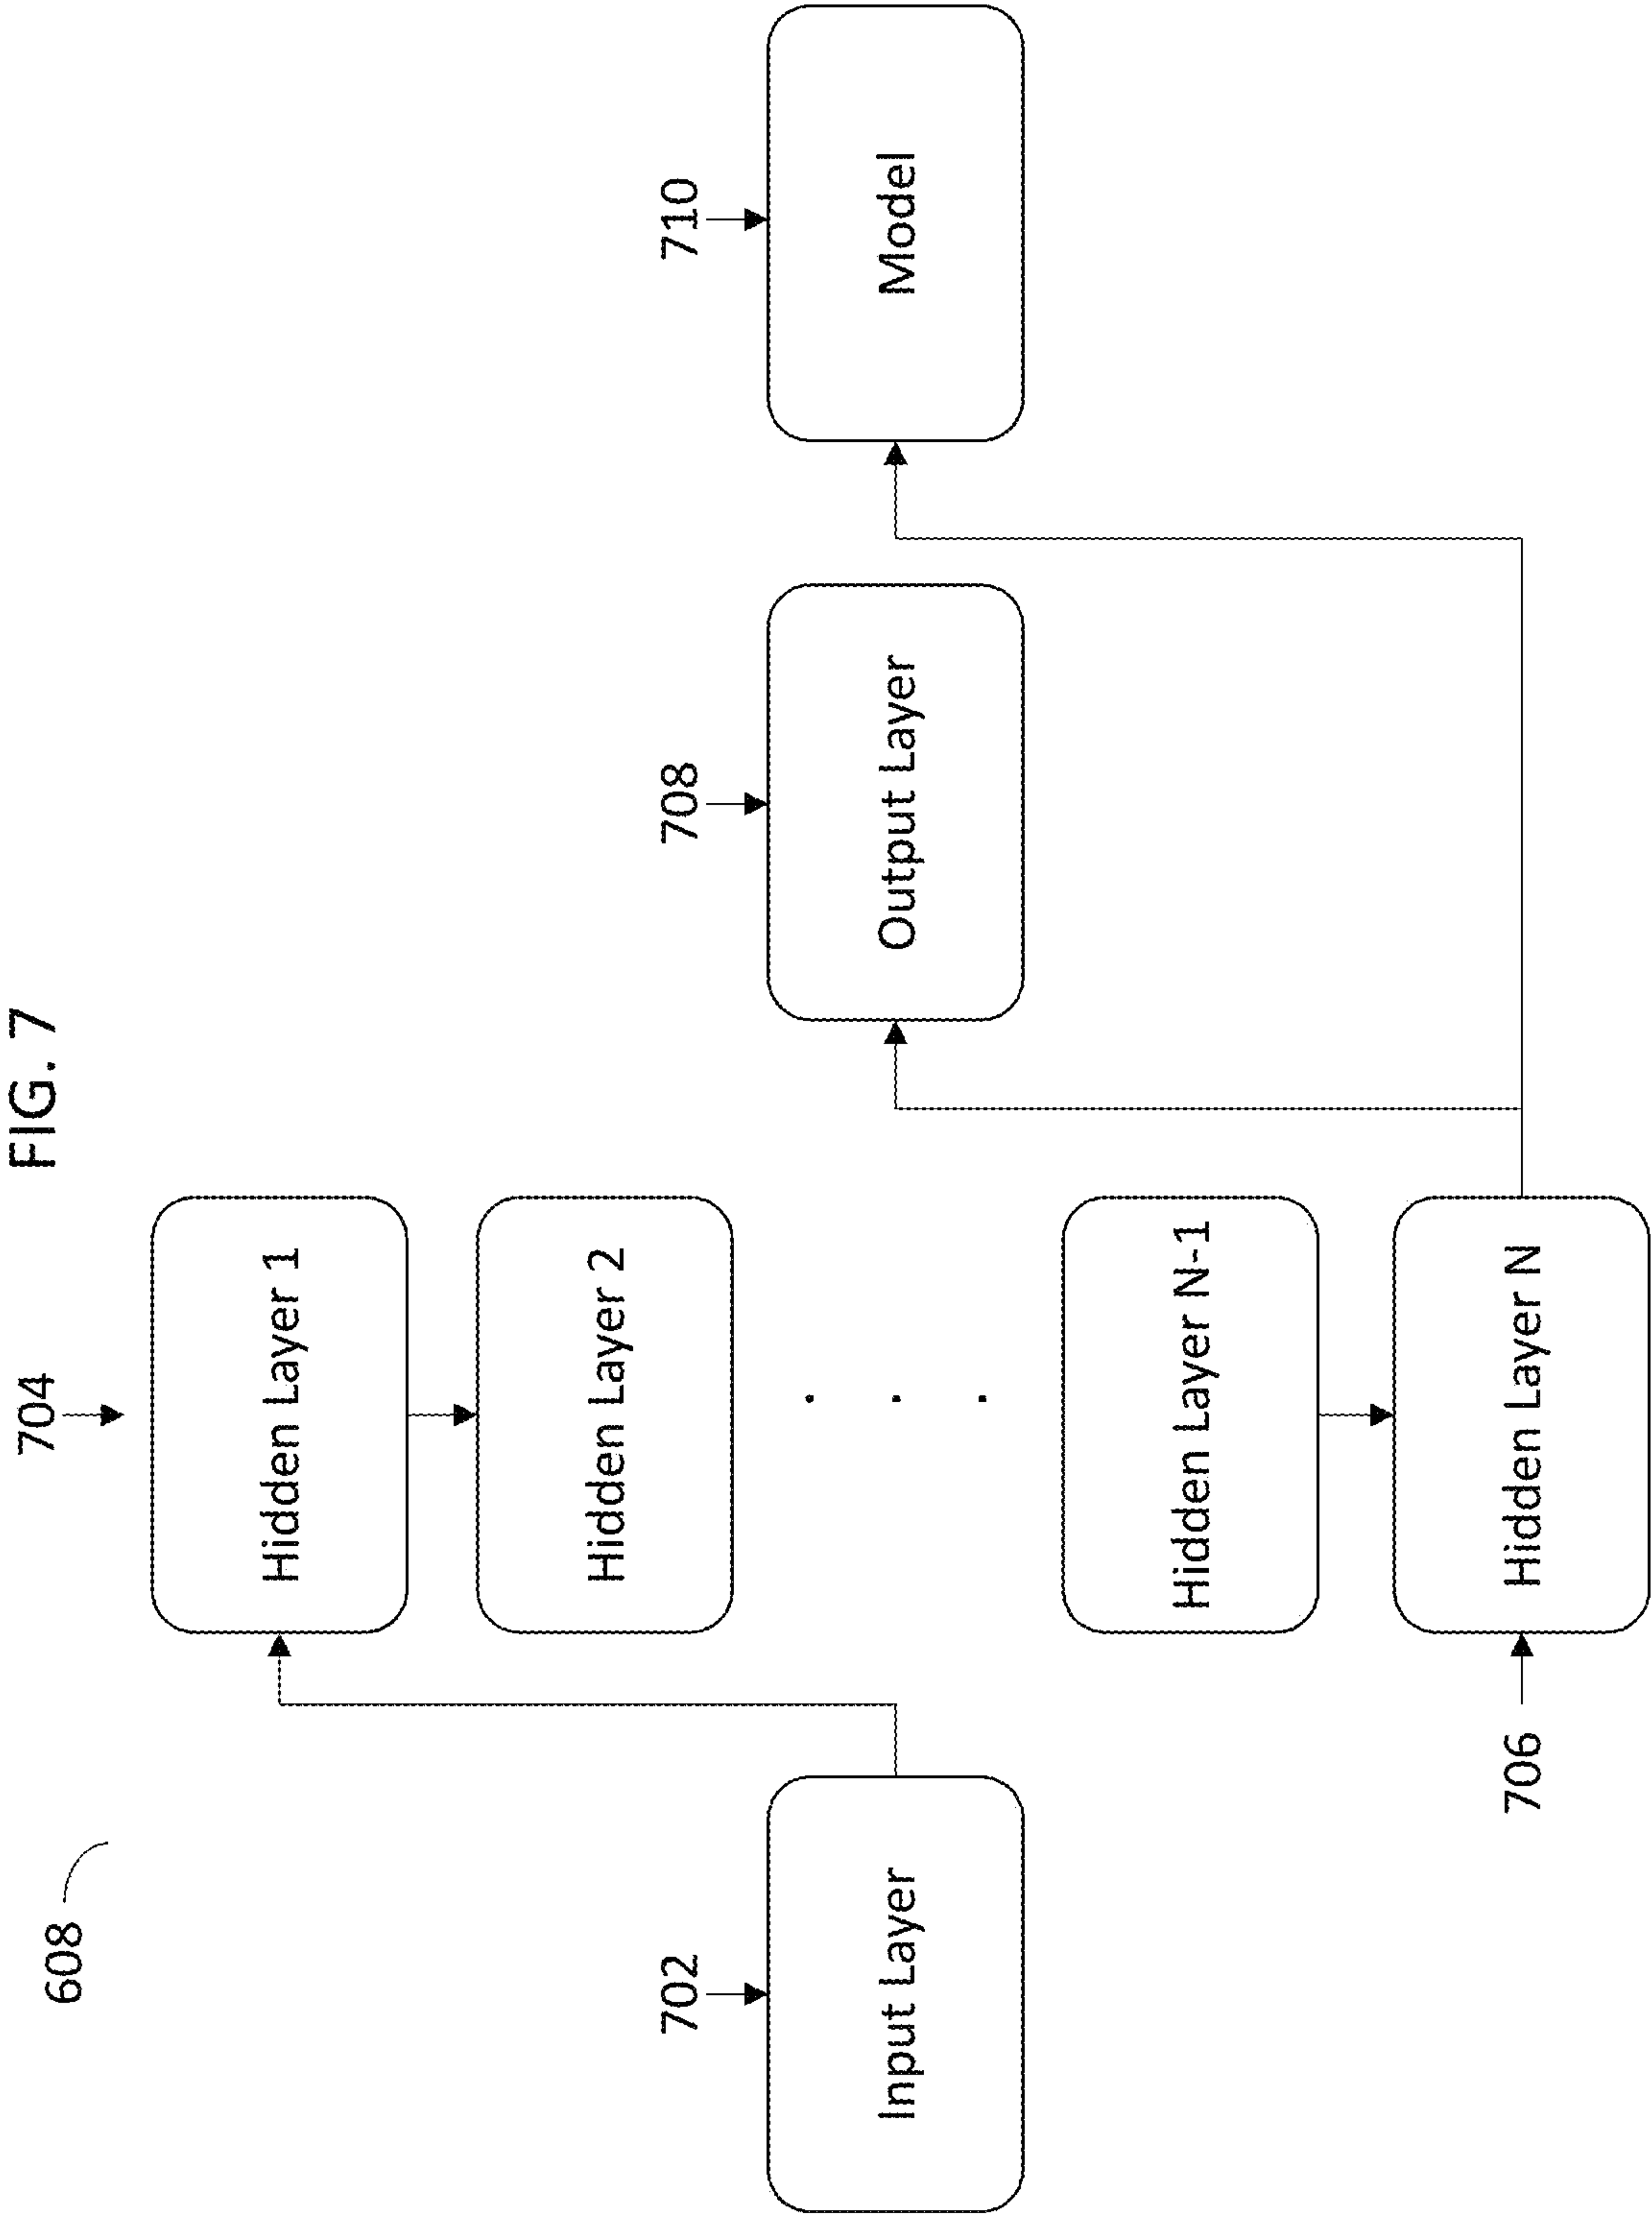 FIG. 7
608
704
Hidden Layer 1
Hidden Layer 2
. . .
Hidden Layer N-1
Hidden Layer N
706
702
Input Layer
708
Output Layer
710
Model